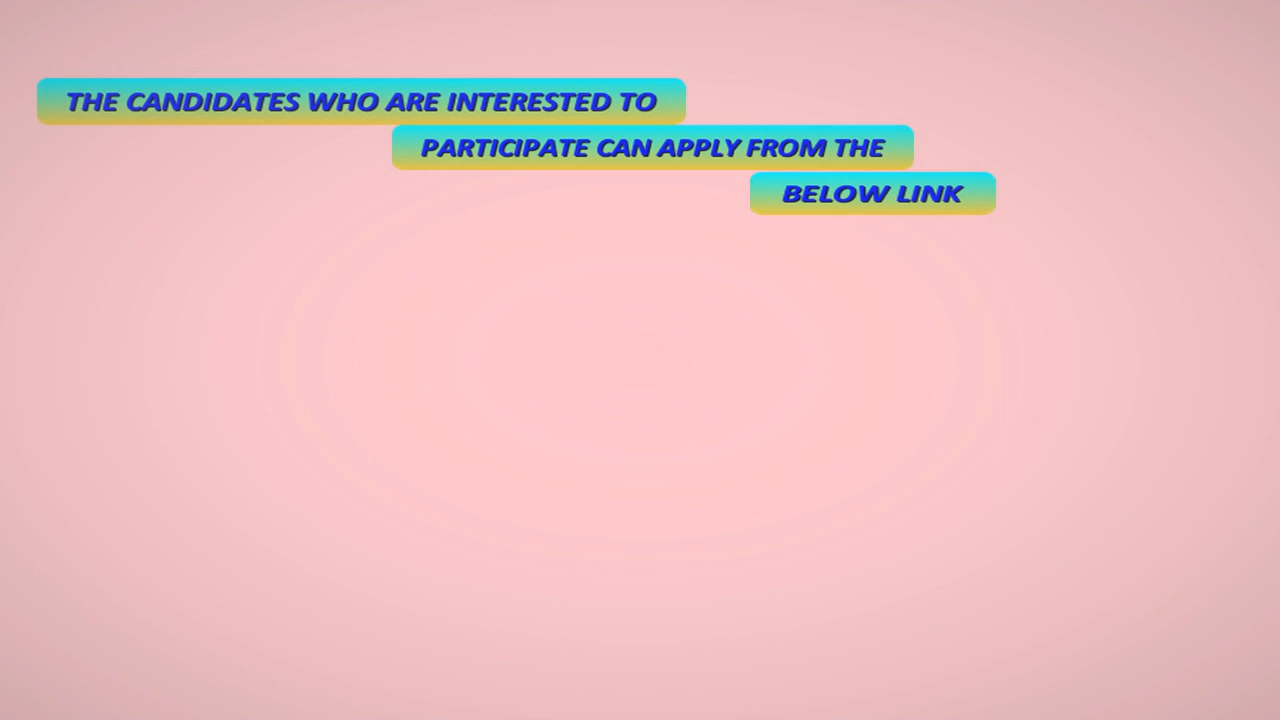 THE CANDIDATES WHO ARE INTERESTED TO
PARTICIPATE CAN APPLY FROM THE
BELOW LINK